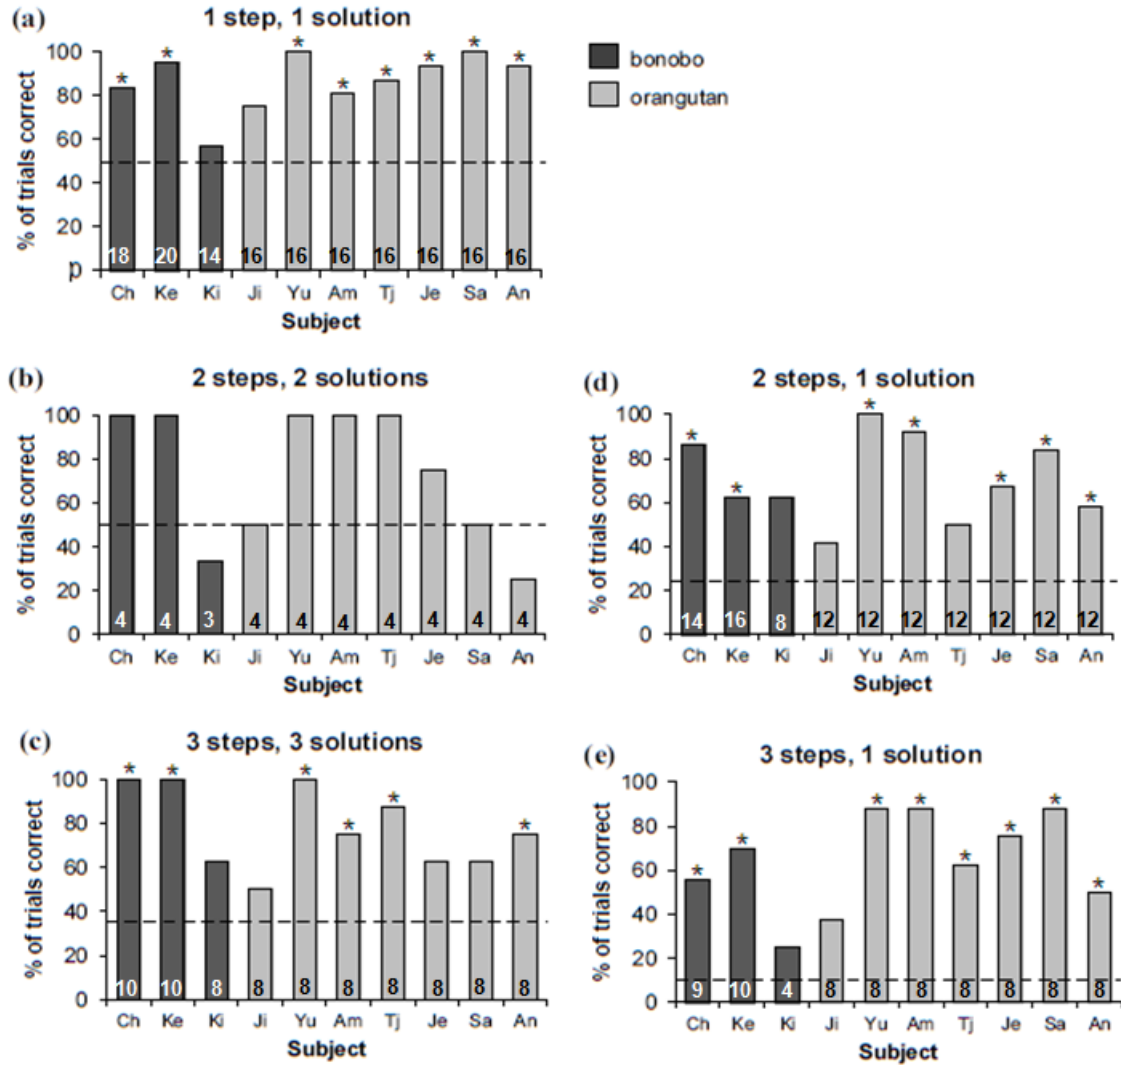 (a) 1 step, 1 solution
% of trials correct
100
80
60
40
20
0
18 20 14 16 16 16 16 16 16 16
Ch Ke Ki Ji Yu Am Tj Je Sa An
Subject
bonobo
orangutan
(b) 2 steps, 2 solutions
% of trials correct
100
80
60
40
20
0
4 4 3 4 4 4 4 4 4 4
Ch Ke Ki Ji Yu Am Tj Je Sa An
Subject
(d) 2 steps, 1 solution
% of trials correct
100
80
60
40
20
0
14 16 8 12 12 12 12 12 12 12
Ch Ke Ki Ji Yu Am Tj Je Sa An
Subject
(c) 3 steps, 3 solutions
% of trials correct
100
80
60
40
20
0
10 10 8 8 8 8 8 8 8 8
Ch Ke Ki Ji Yu Am Tj Je Sa An
Subject
(e) 3 steps, 1 solution
% of trials correct
100
80
60
40
20
0
9 10 4 8 8 8 8 8 8 8
Ch Ke Ki Ji Yu Am Tj Je Sa An
Subject